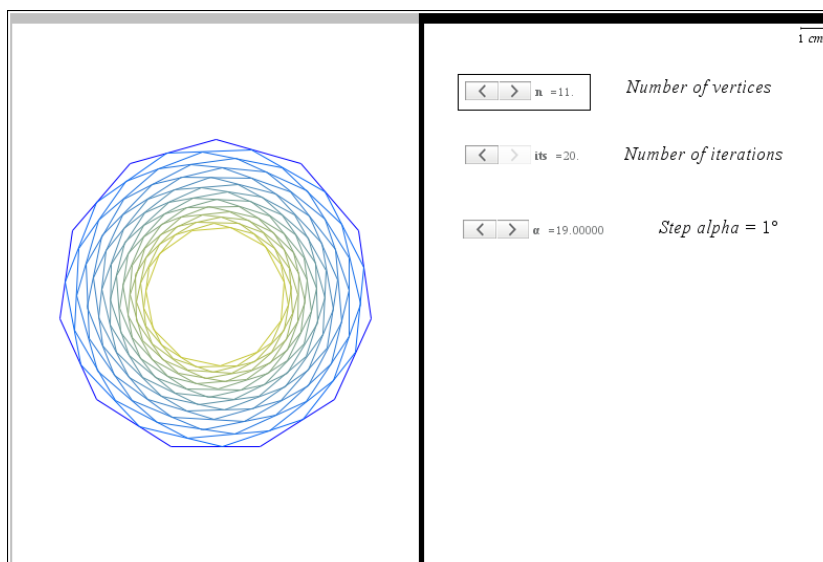 1 cm
n =11. Number of vertices
its =20. Number of iterations
α =19.00000 Step alpha = 1°